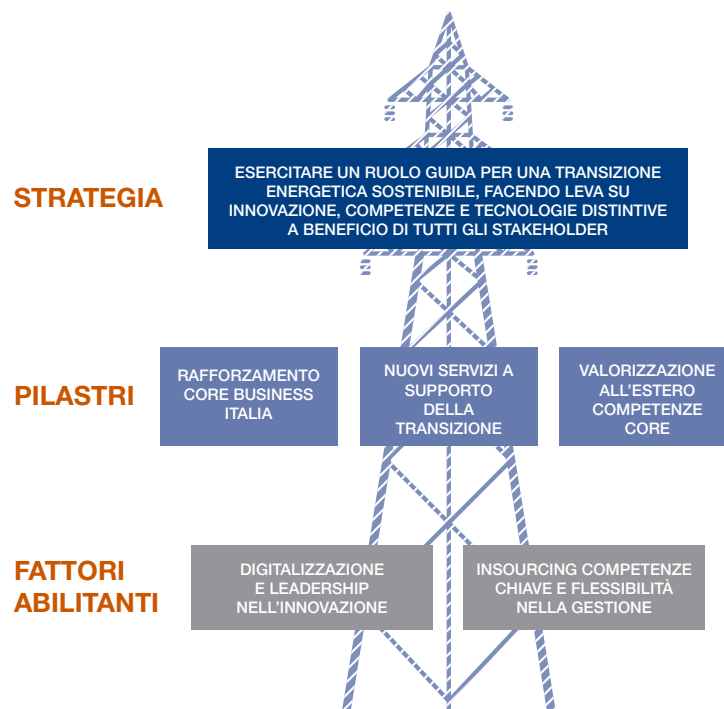 STRATEGIA
ESERCITARE UN RUOLO GUIDA PER UNA TRANSIZIONE
ENERGETICA SOSTENIBILE, FACENDO LEVA SU
INNOVAZIONE, COMPETENZE E TECNOLOGIE DISTINTIVE
A BENEFICIO DI TUTTI GLI STAKEHOLDER
PILASTRI
RAFFORZAMENTO
CORE BUSINESS
ITALIA
NUOVI SERVIZI A
SUPPORTO
DELLA
TRANSIZIONE
VALORIZZAZIONE
ALL’ESTERO
COMPETENZE
CORE
FATTORI
ABILITANTI
DIGITALIZZAZIONE
E LEADERSHIP
NELL’INNOVAZIONE
INSOURCING COMPETENZE
CHIAVE E FLESSIBILITÀ
NELLA GESTIONE